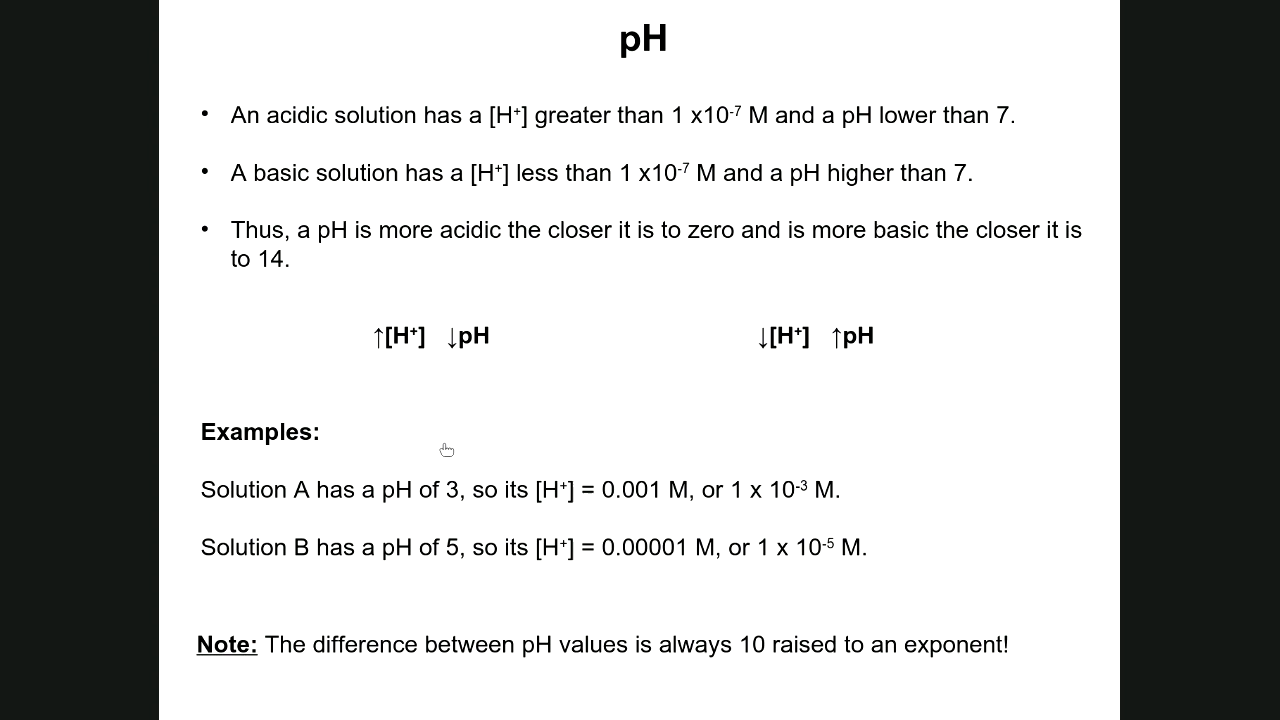 pH
• An acidic solution has a [H⁺] greater than 1 x10⁻⁷ M and a pH lower than 7.
• A basic solution has a [H⁺] less than 1 x10⁻⁷ M and a pH higher than 7.
• Thus, a pH is more acidic the closer it is to zero and is more basic the closer it is
to 14.
↑[H⁺] ↓pH ↓[H⁺] ↑pH
Examples:
Solution A has a pH of 3, so its [H⁺] = 0.001 M, or 1 x 10⁻³ M.
Solution B has a pH of 5, so its [H⁺] = 0.00001 M, or 1 x 10⁻⁵ M.
Note: The difference between pH values is always 10 raised to an exponent!